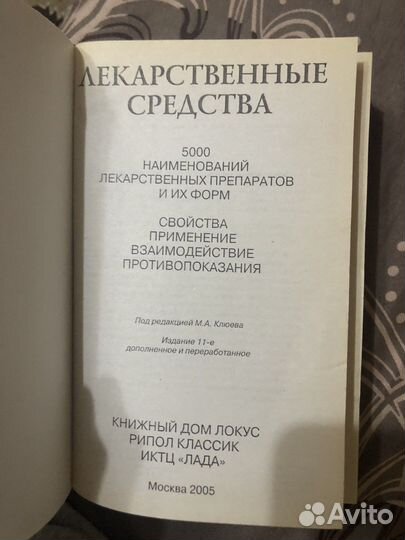 ЛЕКАРСТВЕННЫЕ
СРЕДСТВА
5000
НАИМЕНОВАНИЙ
ЛЕКАРСТВЕННЫХ ПРЕПАРАТОВ
И ИХ ФОРМ
СВОЙСТВА
ПРИМЕНЕНИЕ
ВЗАИМОДЕЙСТВИЕ
ПРОТИВОПОКАЗАНИЯ
Под редакцией М.А. Клюева
Издание 11-е
дополненное и переработанное
КНИЖНЫЙ ДОМ ЛОКУС
РИПОЛ КЛАССИК
ИКТЦ «ЛАДА»
Москва 2005
Avito